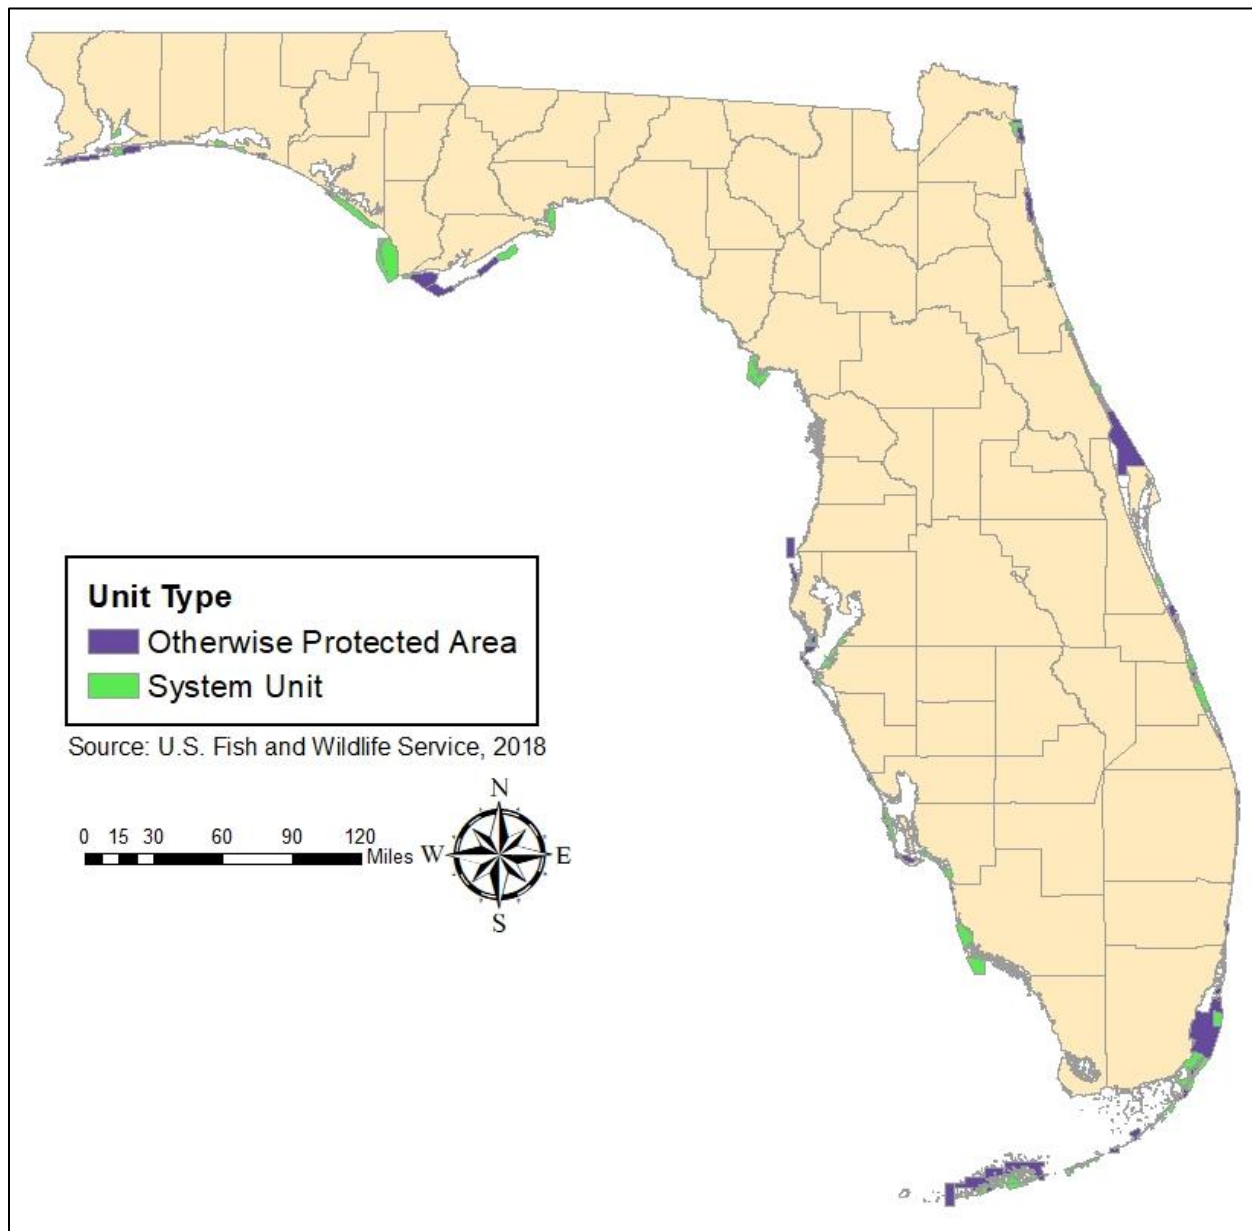 Unit Type
Otherwise Protected Area
System Unit
Source: U.S. Fish and Wildlife Service, 2018
N
0 15 30 60 90 120
Miles W E
S